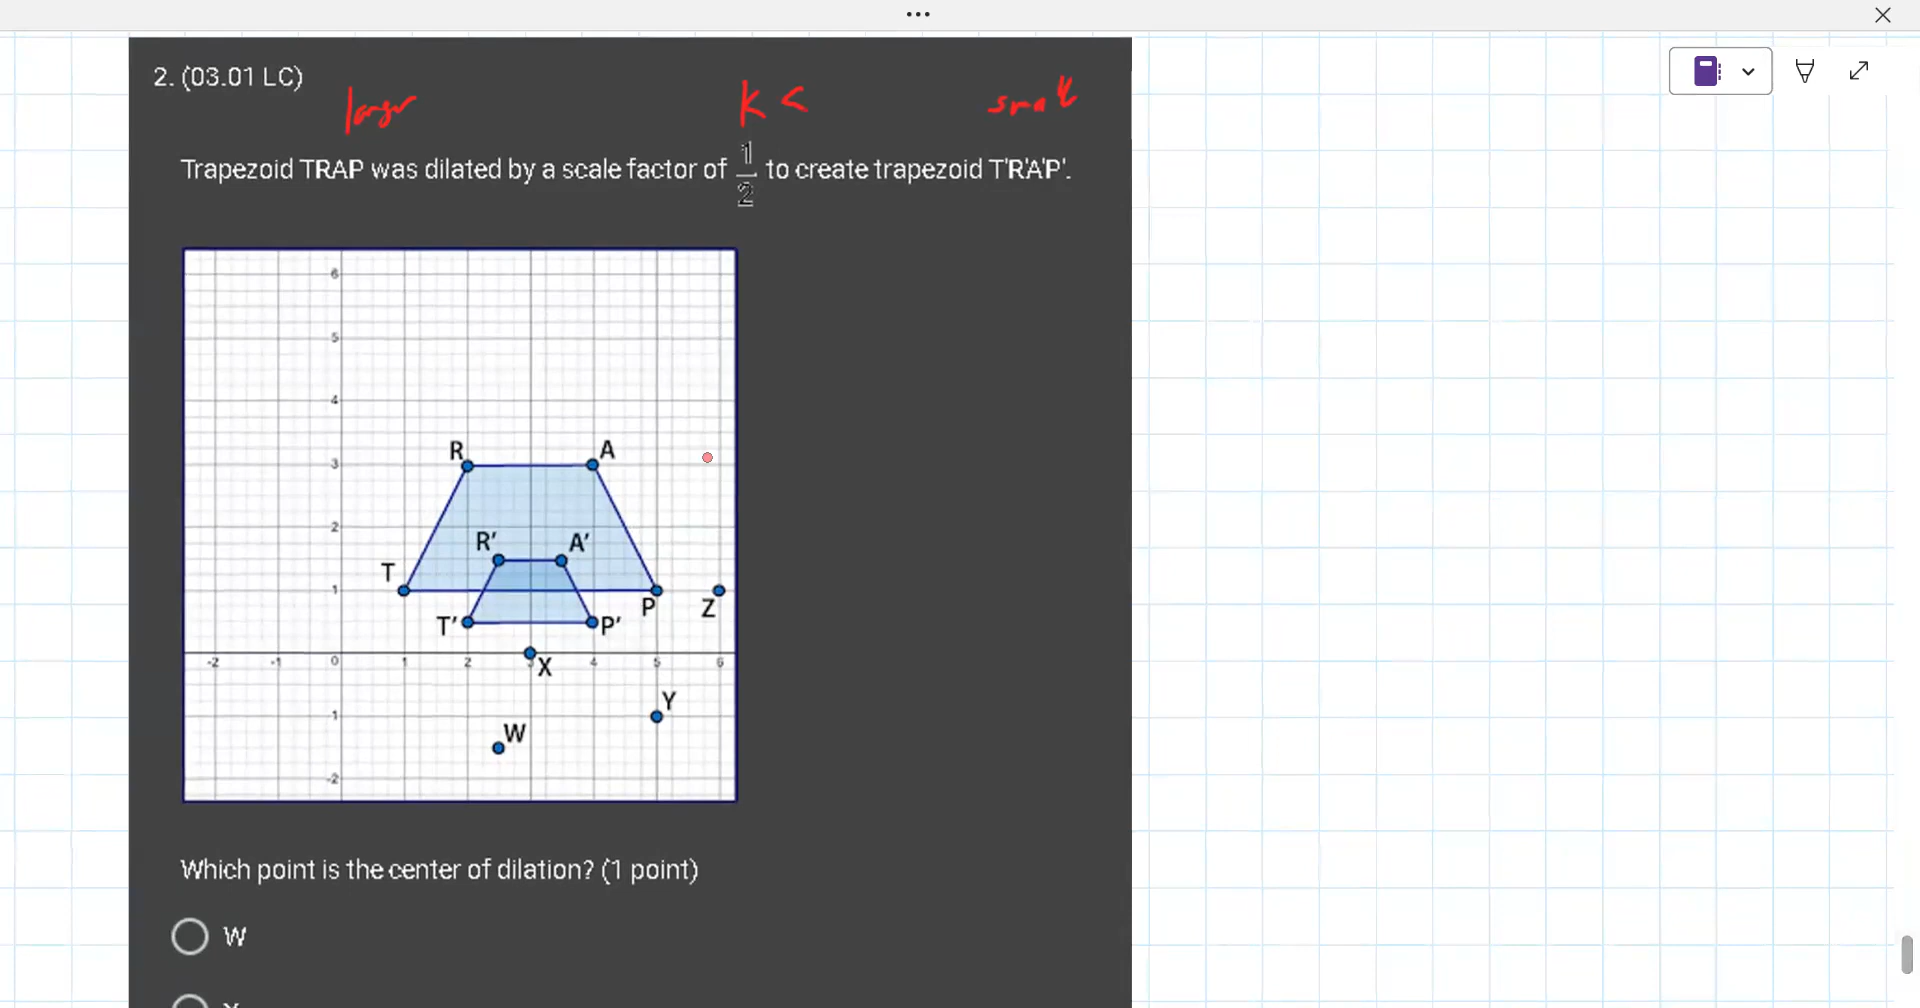 2. (03.01 LC)
larger K < small
Trapezoid TRAP was dilated by a scale factor of 1/2 to create trapezoid T'R'A'P'.
6
5
4
R 3 A
2
R′ A′
T 1 P Z
T′ P′
-2 -1 0 1 2 3 4 5 6
X
1 Y
W
-2
Which point is the center of dilation? (1 point)
W